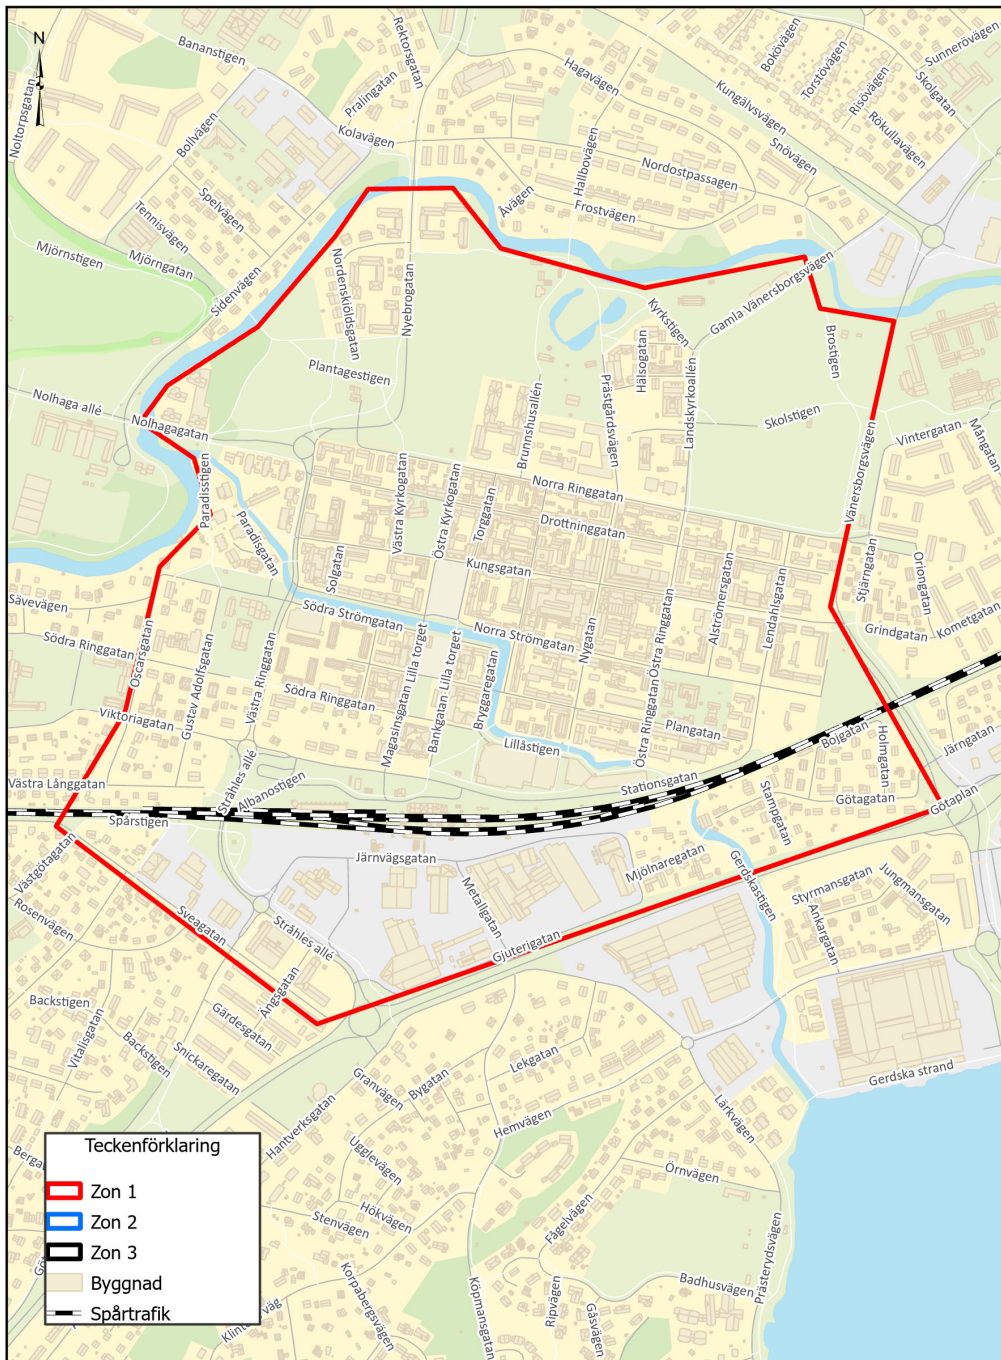 N
Bananstigen
Rektorsgatan
Pralingatan
Kolavägen
Noltorpsgatan
Bollvägen
Spelvägen
Tennisvägen
Mjörnstigen
Mjörngatan
Sidenvägen
Nordenskiöldsgatan
Nyebrogatan
Plantagestigen
Hagavägen
Hallbovägen
Åvägen
Frostvägen
Nordostpassagen
Kungälvsvägen
Snövägen
Bokövägen
Torstövägen
Risövägen
Rökullavägen
Skolgatan
Sunnerövägen
Kyrkstigen
Gamla Vänersborgsvägen
Hälsogatan
Brostigen
Prästgårdsvägen
Landskyrkoallén
Skolstigen
Brunnshusallén
Vänersborgsvägen
Vintergatan
Mångatan
Nolhaga allé
Nolhagagatan
Paradisstigen
Paradisgatan
Västra Kyrkogatan
Östra Kyrkogatan
Torggatan
Norra Ringgatan
Drottninggatan
Kungsgatan
Solgatan
Södra Strömgatan
Norra Strömgatan
Nygatan
Östra Ringgatan
Alströmersgatan
Lendahlsgatan
Stjärngatan
Oriongatan
Grindgatan
Kometgatan
Sävevägen
Södra Ringgatan
Oscarsgatan
Gustav Adolfsgatan
Västra Ringgatan
Södra Ringgatan
Viktoriagatan
Magasinsgatan
Lilla torget
Bankgatan
Lilla torget
Bryggaregatan
Lillåstigen
Östra Ringgatan
Plangatan
Stationsgatan
Bolgatan
Holmgatan
Järngatan
Götagatan
Götaplan
Stampgatan
Västra Långgatan
Stråhles allé
Albanostigen
Spårstigen
Järnvägsgatan
Metallgatan
Mjölnaregatan
Gerdskastigen
Styrmansgatan
Jungmansgatan
Ankargatan
Västgötagatan
Rosenvägen
Sveagatan
Stråhles allé
Gjuterigatan
Ängsgatan
Gärdesgatan
Snickaregatan
Backstigen
Vitalisgatan
Backstigen
Granvägen
Bygatan
Lekgatan
Hemvägen
Hantverksgatan
Ugglevägen
Hökvägen
Stenvägen
Korpabergsvägen
Köpmansgatan
Fågelvägen
Ripvägen
Gåsvägen
Örnvägen
Lärkvägen
Badhusvägen
Prästerydsvägen
Gerdska strand
Teckenförklaring
Zon 1
Zon 2
Zon 3
Byggnad
Spårtrafik